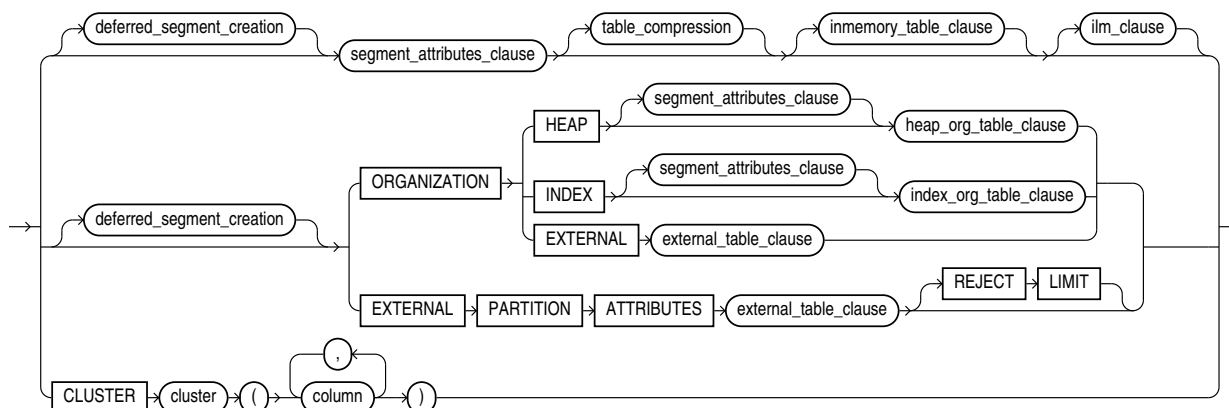 deferred_segment_creation segment_attributes_clause table_compression inmemory_table_clause ilm_clause
segment_attributes_clause
HEAP heap_org_table_clause
segment_attributes_clause
ORGANIZATION
INDEX index_org_table_clause
deferred_segment_creation
EXTERNAL external_table_clause
REJECT LIMIT
EXTERNAL PARTITION ATTRIBUTES external_table_clause
,
CLUSTER cluster ( column )